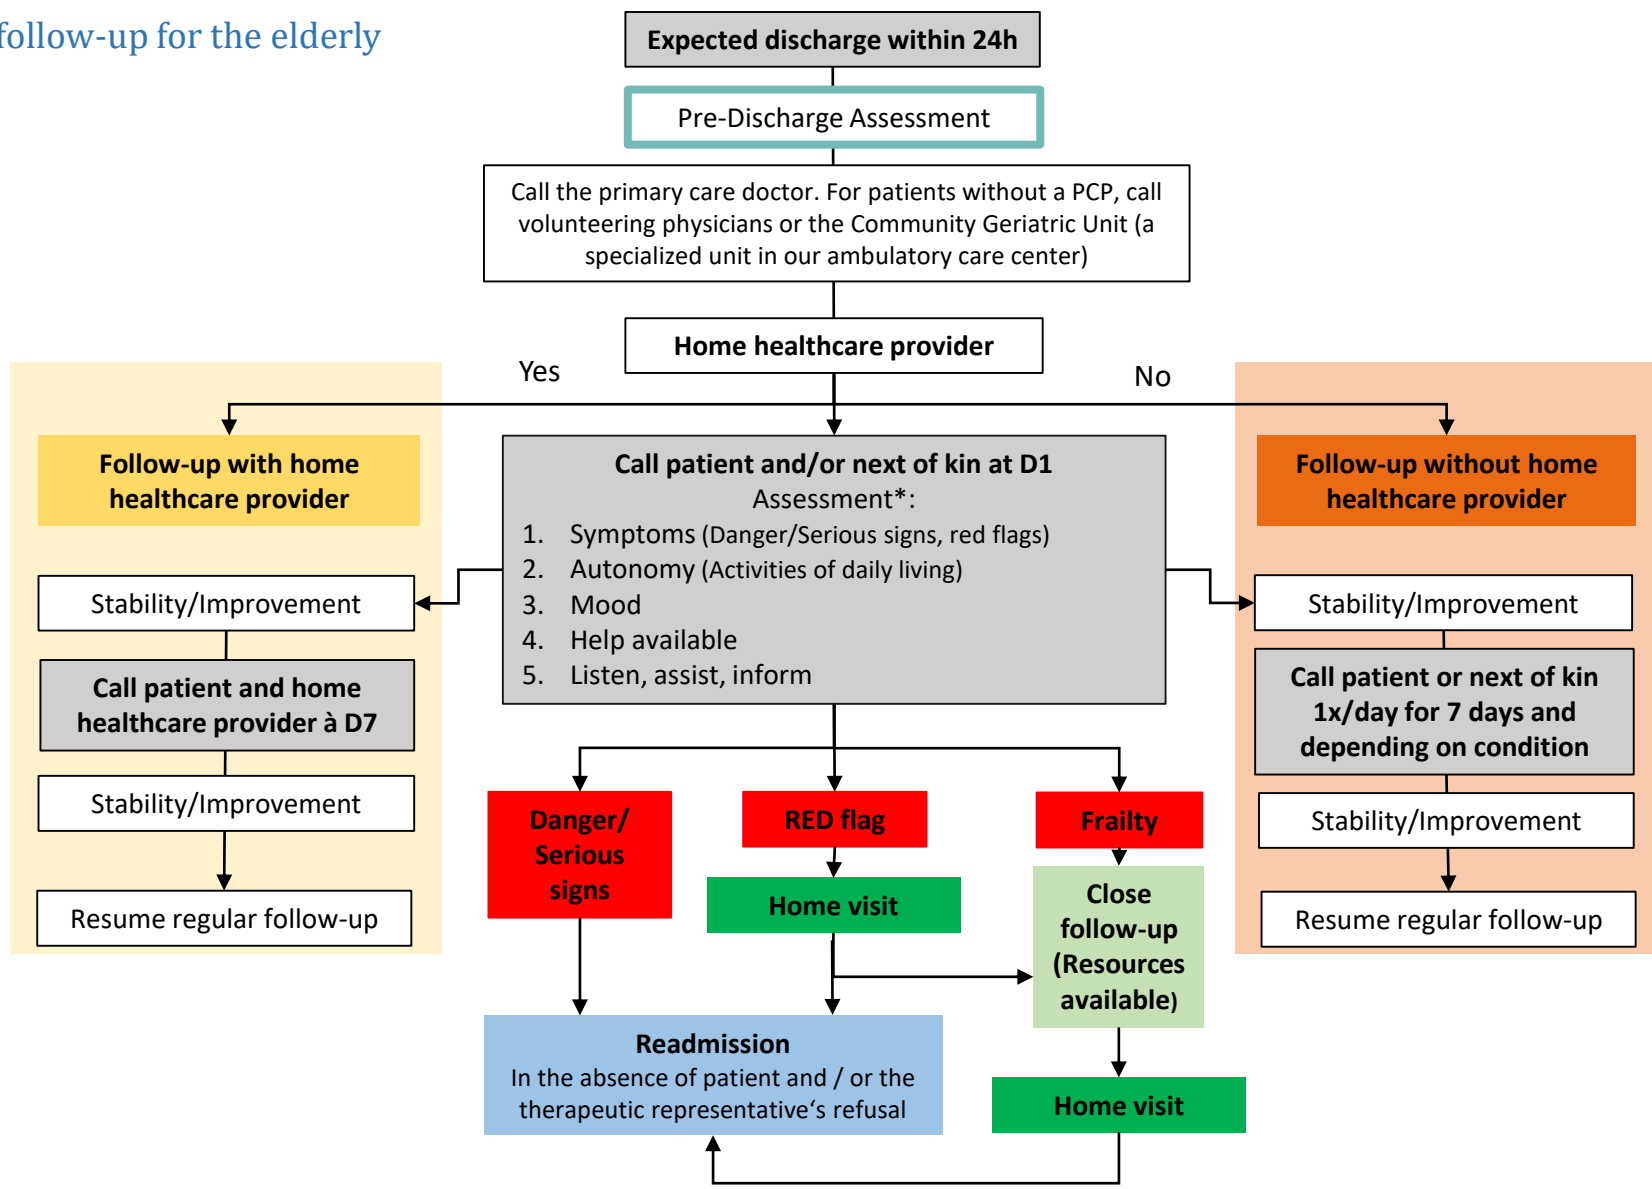 follow-up for the elderly
Expected discharge within 24h
Pre-Discharge Assessment
Call the primary care doctor. For patients without a PCP, call
volunteering physicians or the Community Geriatric Unit (a
specialized unit in our ambulatory care center)
Home healthcare provider
Yes
No
Follow-up with home
healthcare provider
Stability/Improvement
Call patient and home
healthcare provider à D7
Stability/Improvement
Resume regular follow-up
Call patient and/or next of kin at D1
Assessment*:
1. Symptoms (Danger/Serious signs, red flags)
2. Autonomy (Activities of daily living)
3. Mood
4. Help available
5. Listen, assist, inform
Follow-up without home
healthcare provider
Stability/Improvement
Call patient or next of kin
1x/day for 7 days and
depending on condition
Stability/Improvement
Resume regular follow-up
Danger/
Serious
signs
RED flag
Home visit
Frailty
Close
follow-up
(Resources
available)
Readmission
In the absence of patient and / or the
therapeutic representative‘s refusal
Home visit